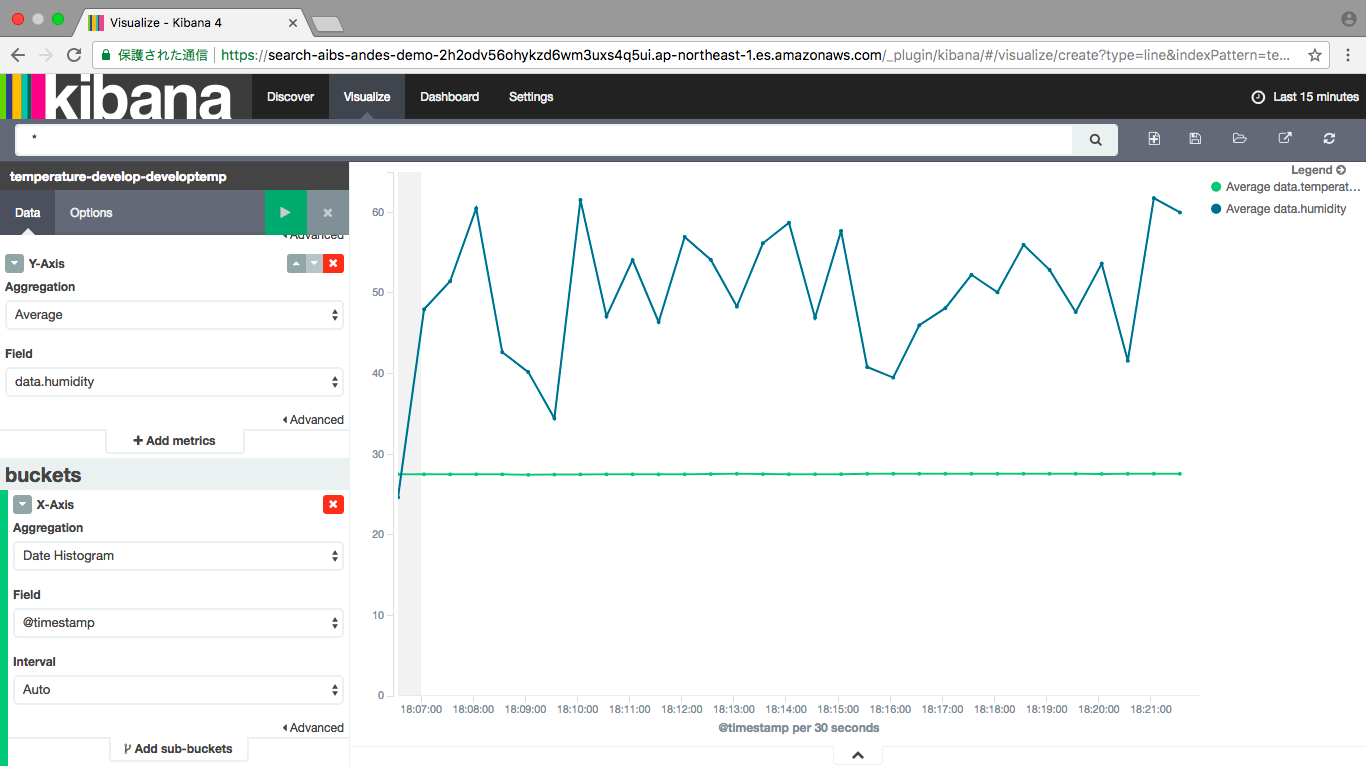 Visualize - Kibana 4
保護された通信 https://search-aibs-andes-demo-2h2odv56ohykzd6wm3uxs4q5ui.ap-northeast-1.es.amazonaws.com/_plugin/kibana/#/visualize/create?type=line&indexPattern=te...
kibana Discover Visualize Dashboard Settings Last 15 minutes
*
temperature-develop-developtemp
Data Options
Advanced
Y-Axis
Aggregation
Average
Field
data.humidity
Advanced
Add metrics
buckets
X-Axis
Aggregation
Date Histogram
Field
@timestamp
Interval
Auto
Advanced
Add sub-buckets
Legend
Average data.temperat...
Average data.humidity
60
50
40
30
20
10
0
18:07:00 18:08:00 18:09:00 18:10:00 18:11:00 18:12:00 18:13:00 18:14:00 18:15:00 18:16:00 18:17:00 18:18:00 18:19:00 18:20:00 18:21:00
@timestamp per 30 seconds